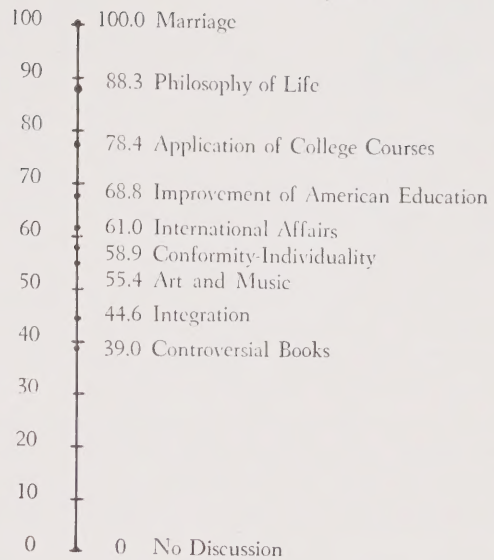 100 100.0 Marriage
90
88.3 Philosophy of Life
80
78.4 Application of College Courses
70
68.8 Improvement of American Education
60 61.0 International Affairs
58.9 Conformity-Individuality
55.4 Art and Music
50
44.6 Integration
40
39.0 Controversial Books
30
20
10
0 0 No Discussion